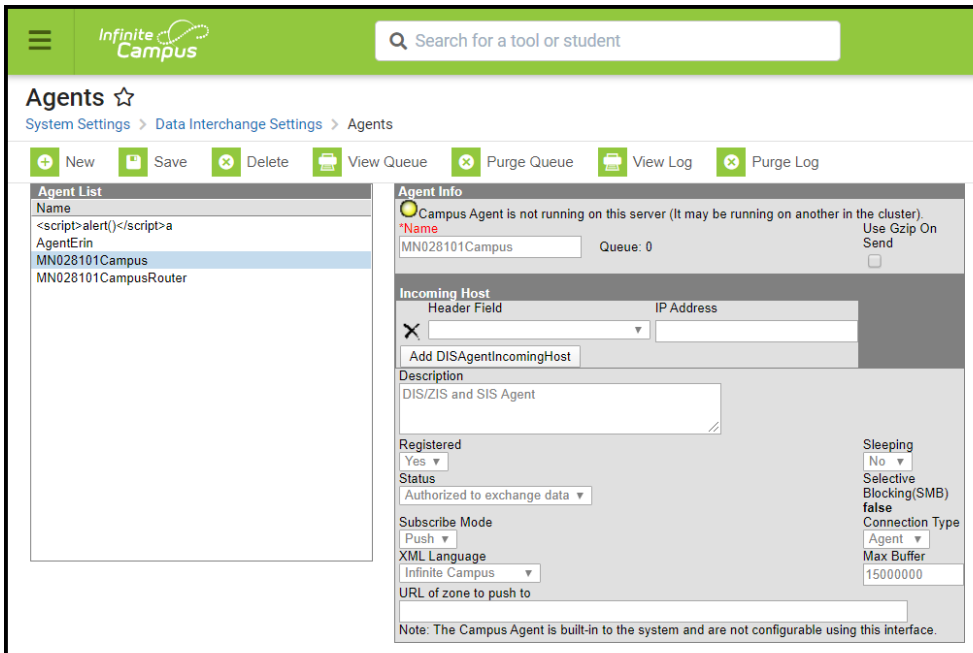 Infinite
Campus
Search for a tool or student
Agents
System Settings > Data Interchange Settings > Agents
New Save Delete View Queue Purge Queue View Log Purge Log
Agent List
Name
<script>alert()</script>a
AgentErin
MN028101Campus
MN028101CampusRouter
Agent Info
Campus Agent is not running on this server (It may be running on another in the cluster).
*Name
Use Gzip On Send
MN028101Campus
Queue: 0
Incoming Host
Header Field IP Address
Add DISAgentIncomingHost
Description
DIS/ZIS and SIS Agent
Registered
Yes
Sleeping
No
Status
Authorized to exchange data
Selective
Blocking(SMB)
false
Subscribe Mode
Push
Connection Type
Agent
XML Language
Infinite Campus
Max Buffer
15000000
URL of zone to push to
Note: The Campus Agent is built-in to the system and are not configurable using this interface.